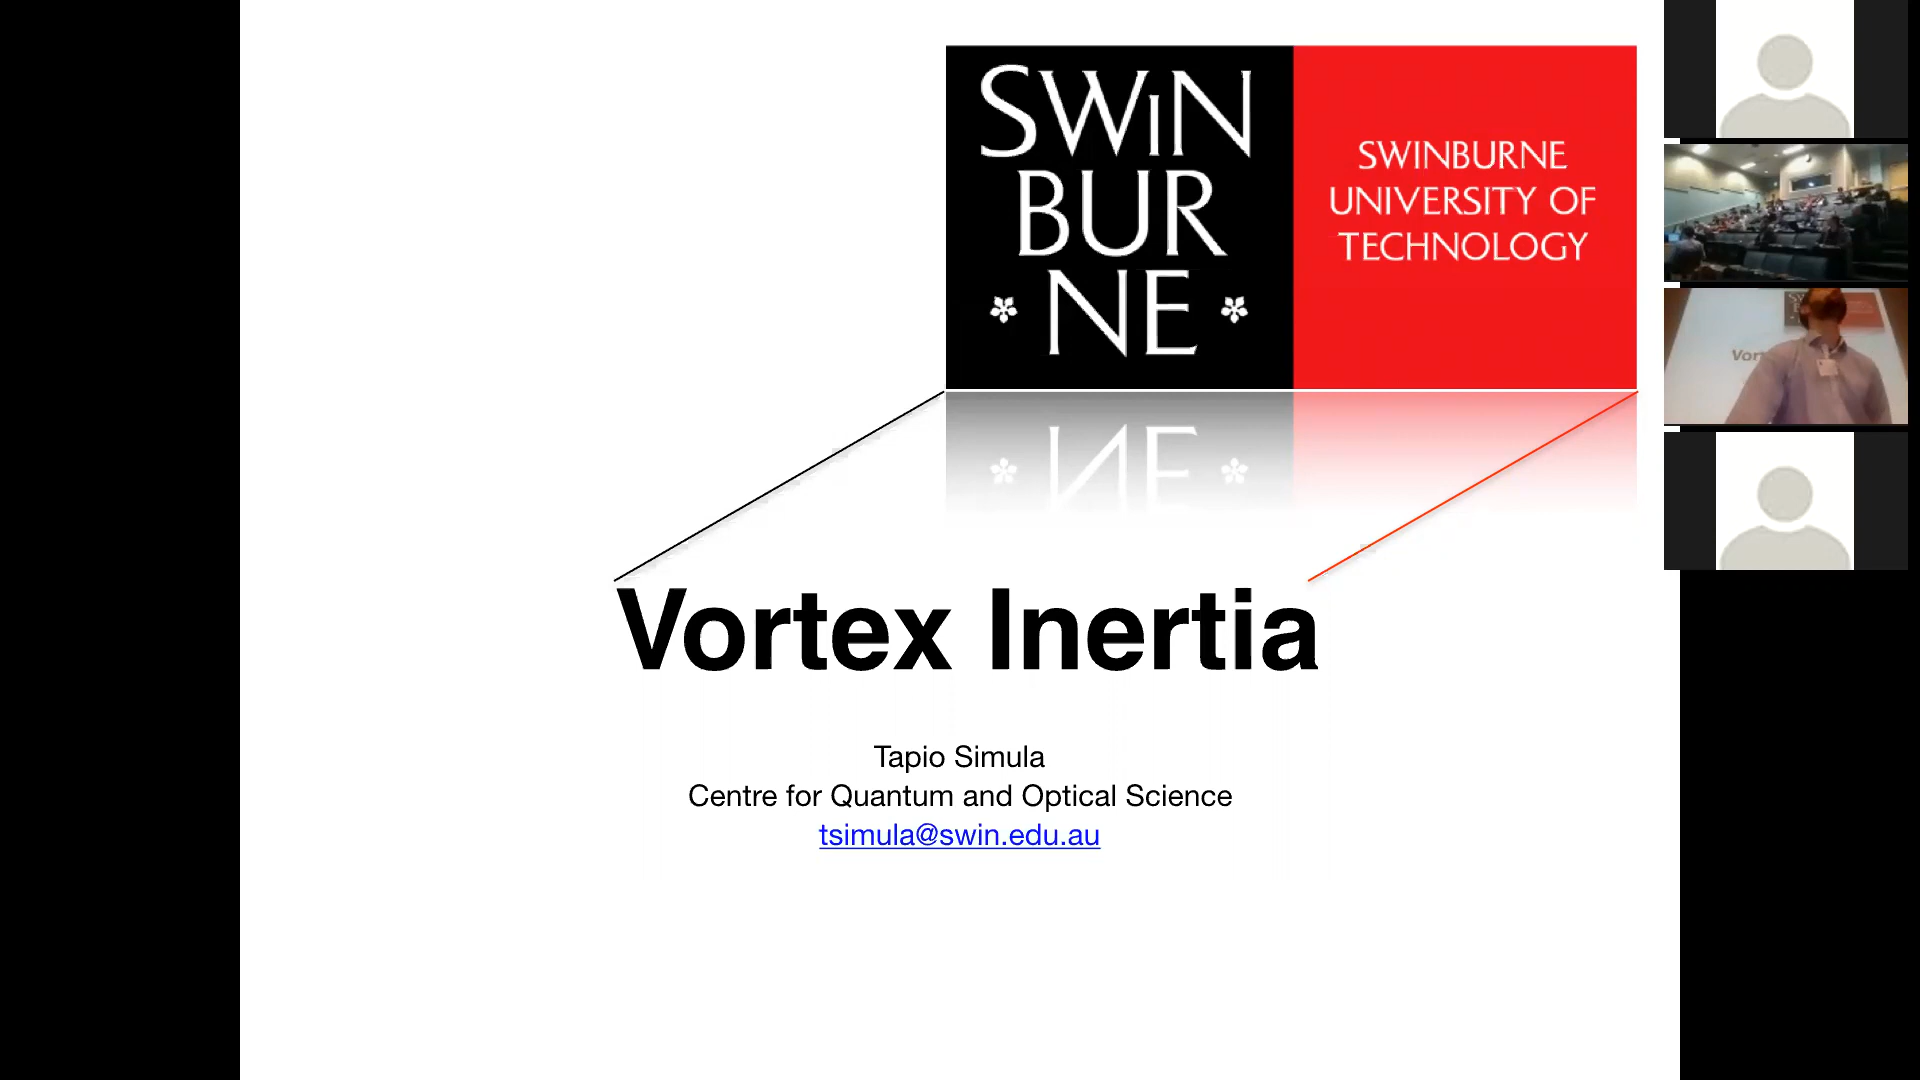 SWiN
BUR
NE
SWINBURNE
UNIVERSITY OF
TECHNOLOGY
Vortex Inertia
Tapio Simula
Centre for Quantum and Optical Science
tsimula@swin.edu.au
Vor